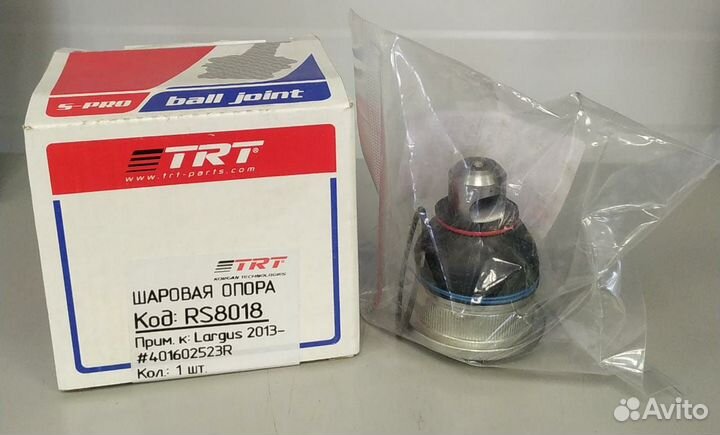 S-PRO
ball joint
TRT®
www.trt-parts.com
TRT®
KORGAN TECHNOLOGIES
ШАРОВАЯ ОПОРА
Код: RS8018
Прим. к: Largus 2013-
#401602523R
Кол.: 1 шт.
Avito